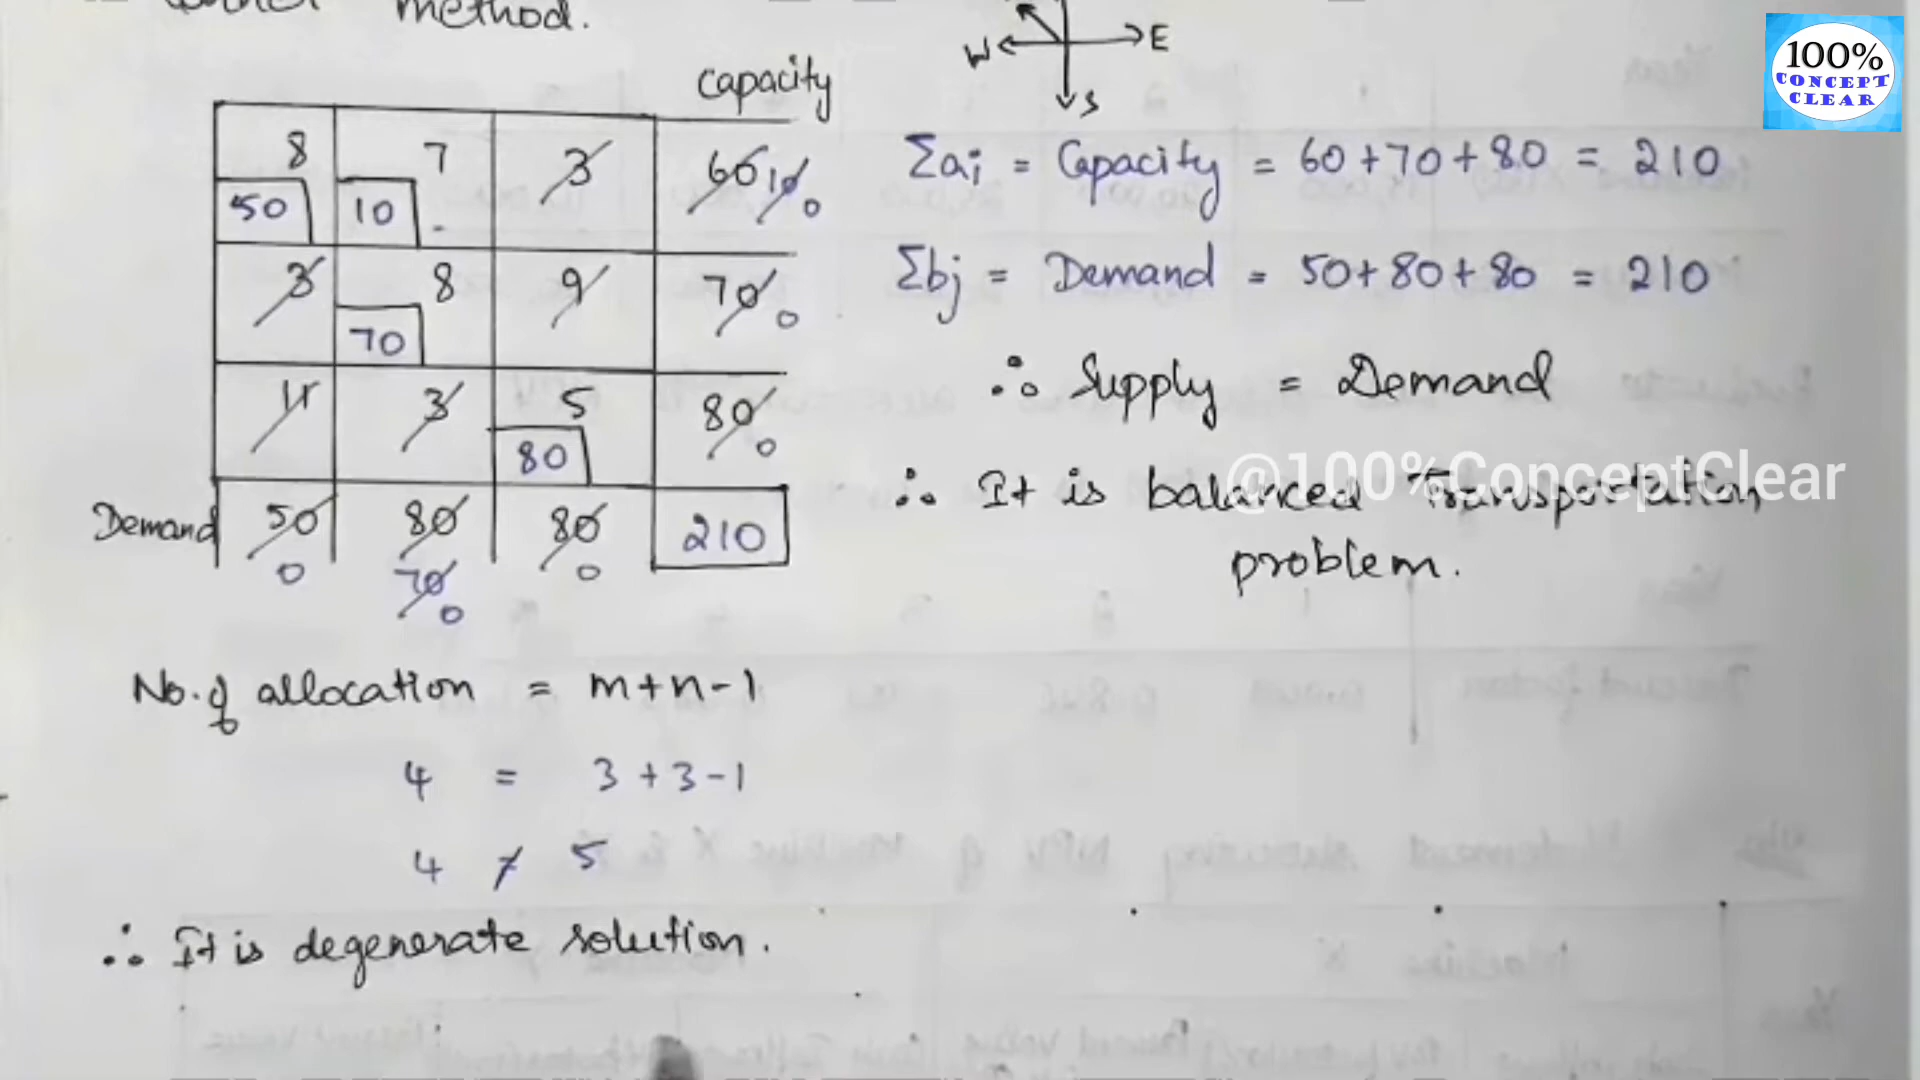 method.
W E
S
100%
CONCEPT
CLEAR
capacity
8 7 3 60 10 0
50 10
3 8 9 70 0
70
11 3 5 80 0
80
Demand 50 80 80 210
0 70 0
0
Σai = Capacity = 60+70+80 = 210
Σbj = Demand = 50+80+80 = 210
∴ Supply = Demand
@100%ConceptClear
∴ It is balanced Transportation
problem.
No. of allocation = m+n-1
4 = 3+3-1
4 ≠ 5
∴ It is degenerate solution.